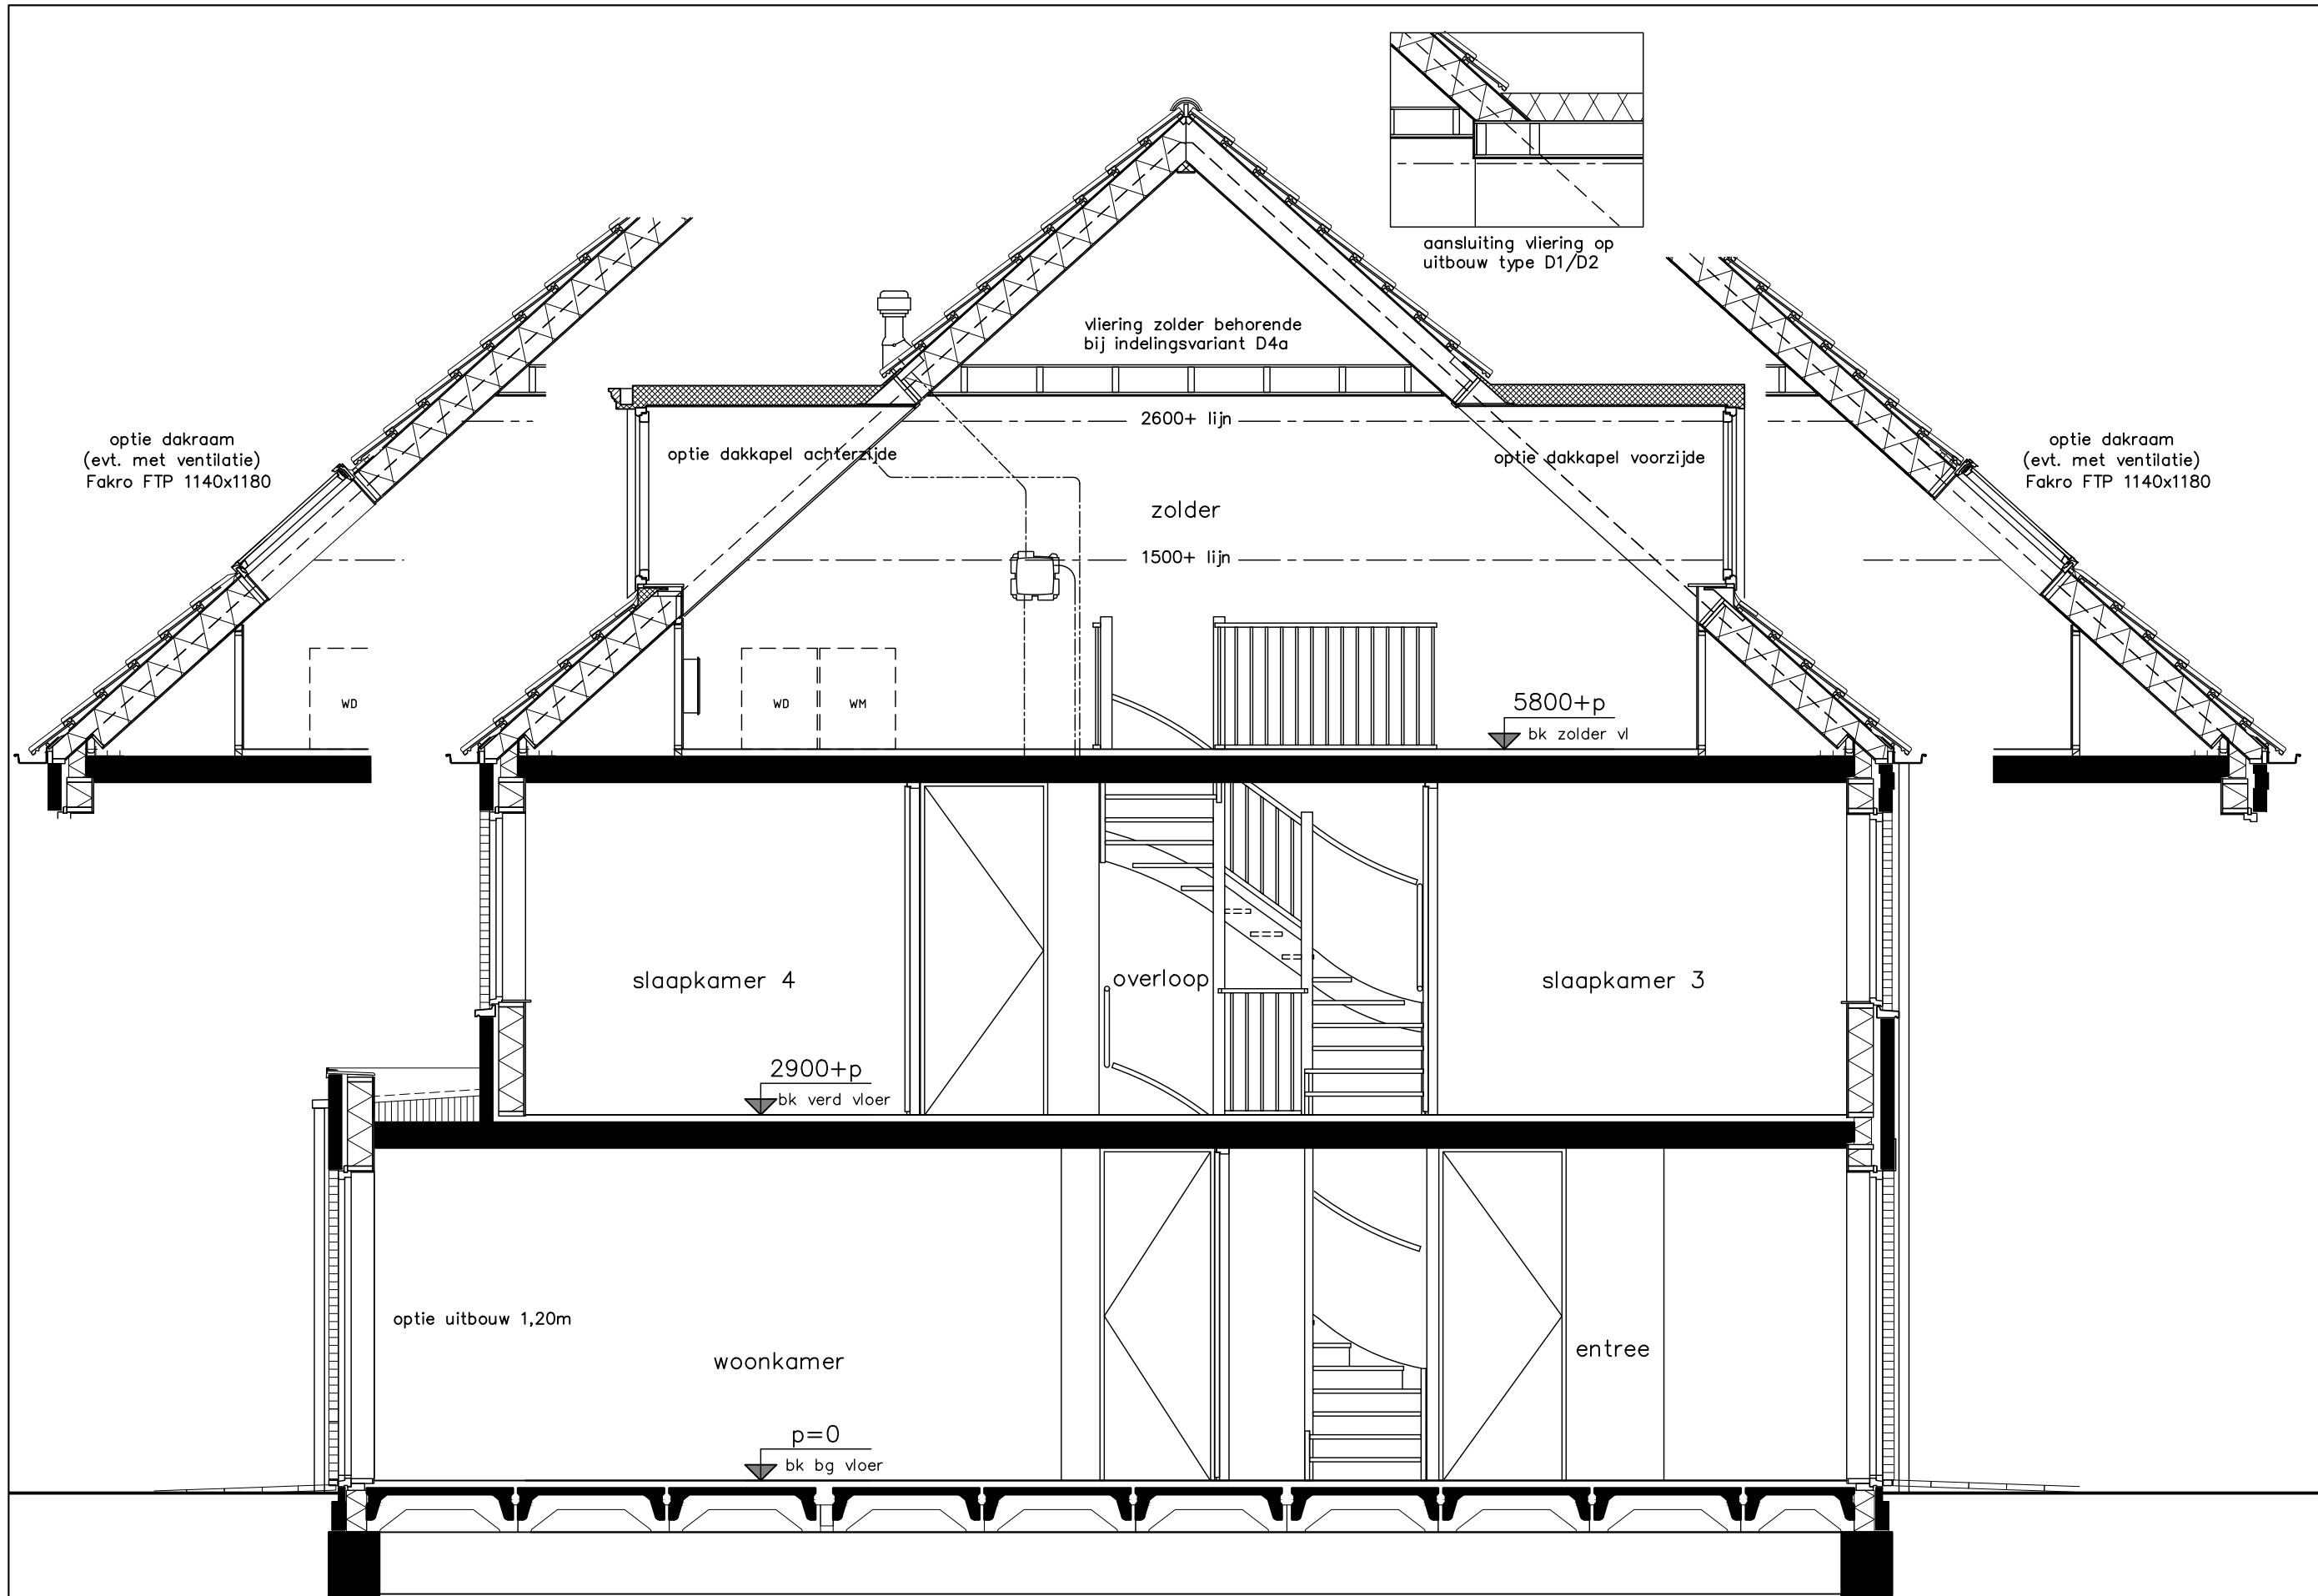 aansluiting vliering op
uitbouw type D1/D2
vliering zolder behorende
bij indelingsvariant D4a
2600+ lijn
optie dakraam
(evt. met ventilatie)
Fakro FTP 1140x1180
optie dakkapel achterzijde
optie dakkapel voorzijde
optie dakraam
(evt. met ventilatie)
Fakro FTP 1140x1180
zolder
1500+ lijn
WD
WD
WM
5800+p
bk zolder vl
slaapkamer 4
overloop
slaapkamer 3
2900+p
bk verd vloer
optie uitbouw 1,20m
woonkamer
entree
p=0
bk bg vloer